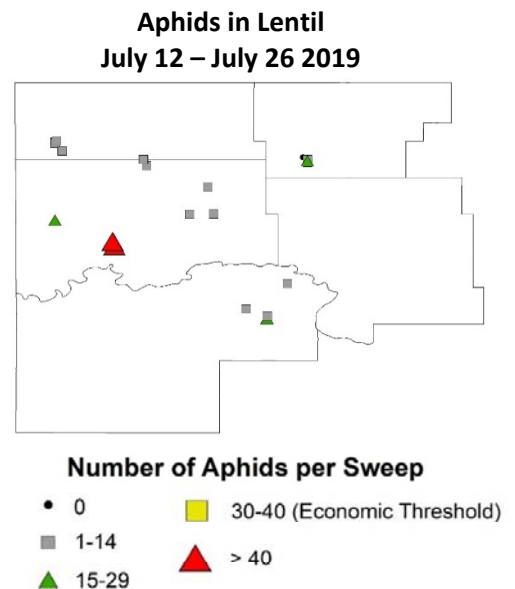 Aphids in Lentil
July 12 – July 26 2019
Number of Aphids per Sweep
0
1-14
15-29
30-40 (Economic Threshold)
> 40